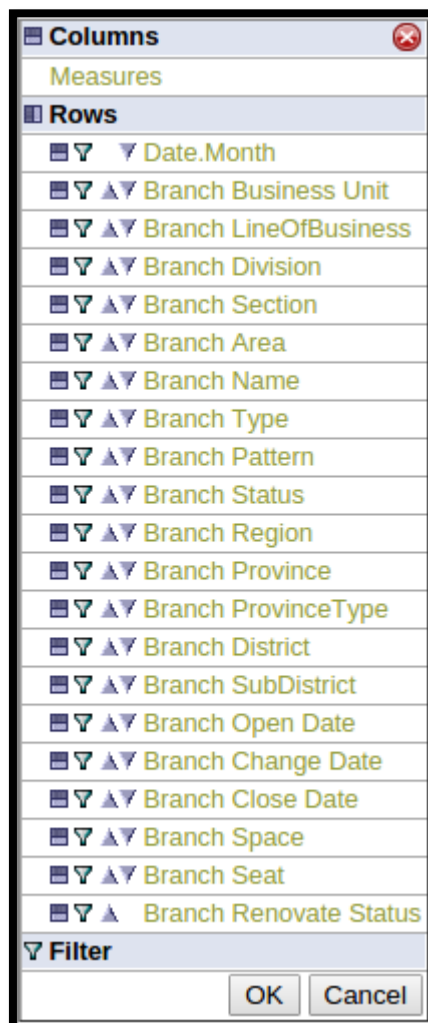 Columns
Measures
Rows
Date.Month
Branch Business Unit
Branch LineOfBusiness
Branch Division
Branch Section
Branch Area
Branch Name
Branch Type
Branch Pattern
Branch Status
Branch Region
Branch Province
Branch ProvinceType
Branch District
Branch SubDistrict
Branch Open Date
Branch Change Date
Branch Close Date
Branch Space
Branch Seat
Branch Renovate Status
Filter
OK Cancel